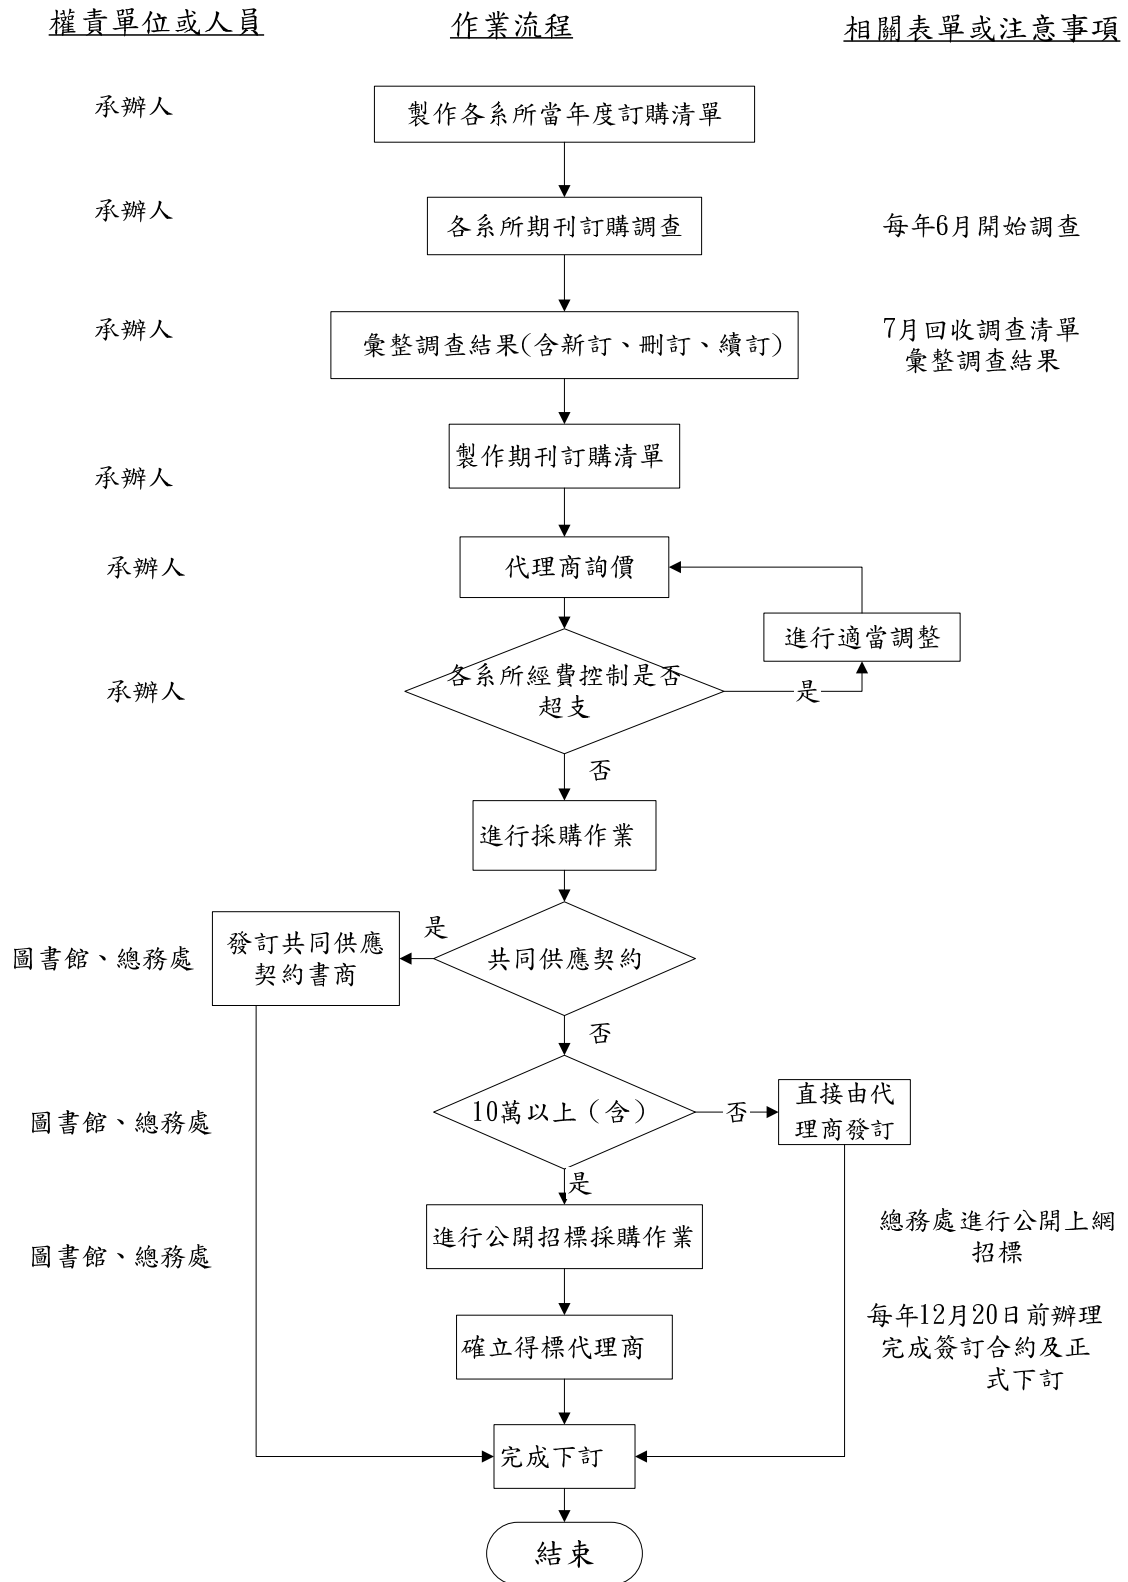 權責單位或人員
作業流程
相關表單或注意事項
承辦人
製作各系所當年度訂購清單
承辦人
各系所期刊訂購調查
每年6月開始調查
承辦人
彙整調查結果(含新訂、刪訂、續訂)
7月回收調查清單
彙整調查結果
承辦人
製作期刊訂購清單
承辦人
代理商詢價
進行適當調整
承辦人
各系所經費控制是否
超支
是
否
進行採購作業
圖書館、總務處
發訂共同供應
契約書商
是
共同供應契約
否
圖書館、總務處
10萬以上（含）
否
直接由代
理商發訂
是
圖書館、總務處
進行公開招標採購作業
總務處進行公開上網
招標
確立得標代理商
每年12月20日前辦理
完成簽訂合約及正
式下訂
完成下訂
結束